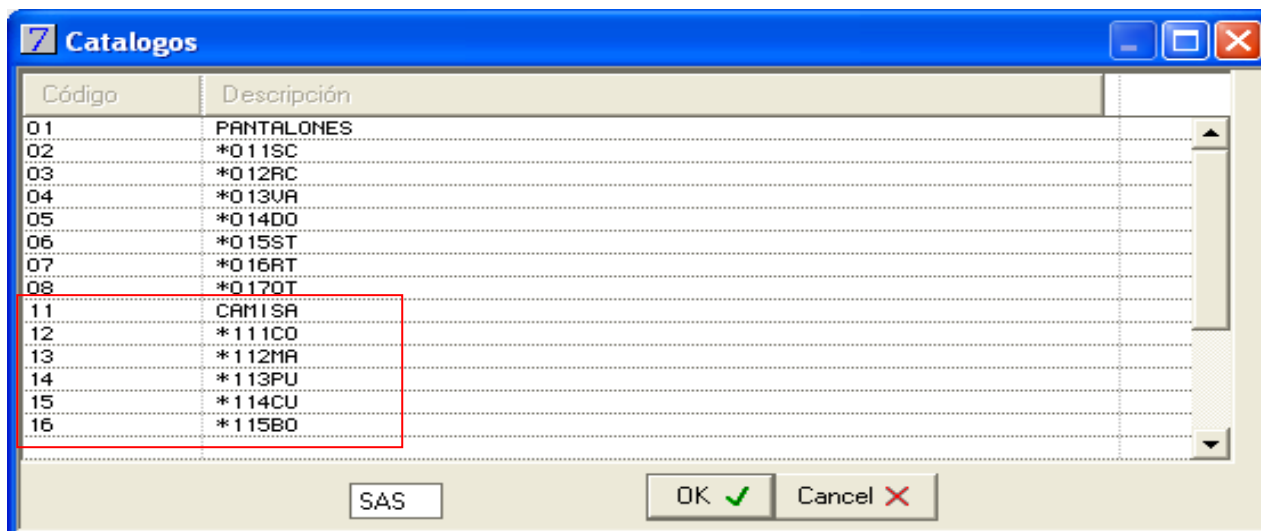 7 Catalogos
Código Descripción
01 PANTALONES
02 *011SC
03 *012RC
04 *013VA
05 *014DO
06 *015ST
07 *016RT
08 *017OT
11 CAMISA
12 *111CO
13 *112MA
14 *113PU
15 *114CU
16 *115BO
SAS OK Cancel